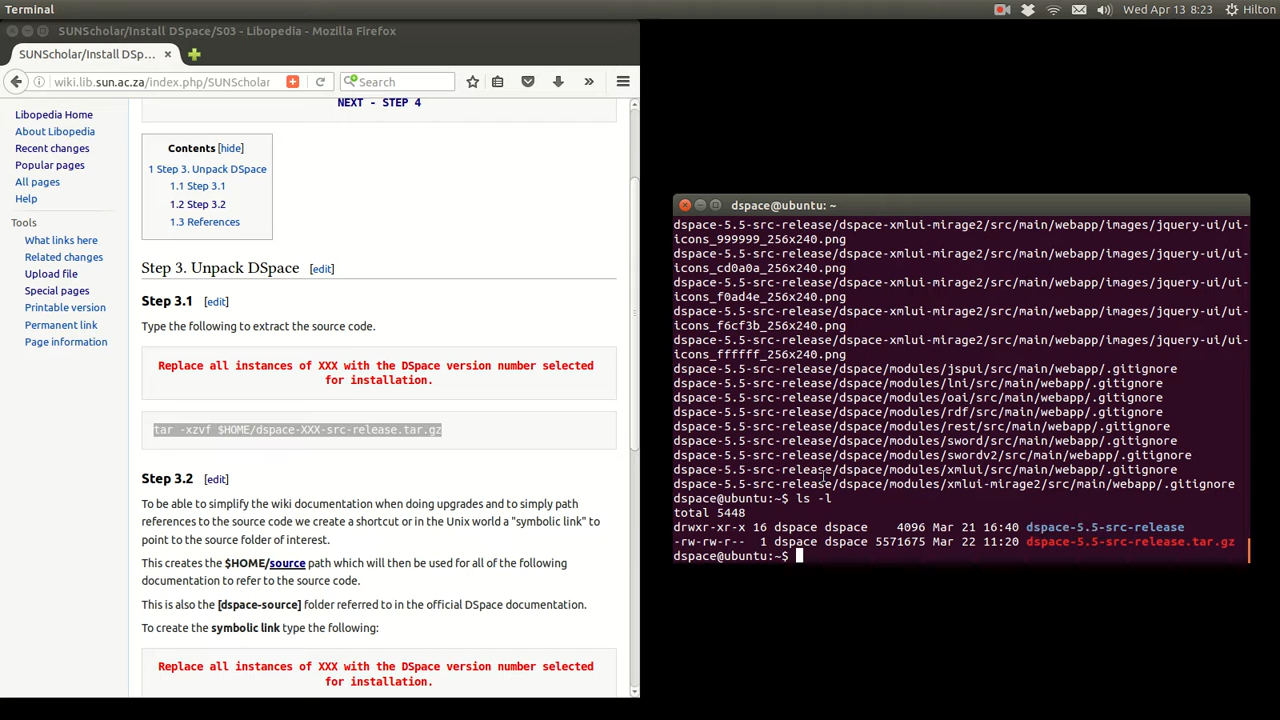 Terminal
Wed Apr 13 8:23
Hilton
SUNScholar/Install DSpace/S03 - Libopedia - Mozilla Firefox
SUNScholar/Install DSp...
wiki.lib.sun.ac.za/index.php/SUNScholar
Search
Libopedia Home
About Libopedia
Recent changes
Popular pages
All pages
Help
Tools
What links here
Related changes
Upload file
Special pages
Printable version
Permanent link
Page information
NEXT - STEP 4
Contents [hide]
1 Step 3. Unpack DSpace
1.1 Step 3.1
1.2 Step 3.2
1.3 References
Step 3. Unpack DSpace [edit]
Step 3.1 [edit]
Type the following to extract the source code.
Replace all instances of XXX with the DSpace version number selected
for installation.
tar -xzvf $HOME/dspace-XXX-src-release.tar.gz
Step 3.2 [edit]
To be able to simplify the wiki documentation when doing upgrades and to simply path
references to the source code we create a shortcut or in the Unix world a "symbolic link" to
point to the source folder of interest.
This creates the $HOME/source path which will then be used for all of the following
documentation to refer to the source code.
This is also the [dspace-source] folder referred to in the official DSpace documentation.
To create the symbolic link type the following:
Replace all instances of XXX with the DSpace version number selected
for installation.
dspace@ubuntu: ~
dspace-5.5-src-release/dspace-xmlui-mirage2/src/main/webapp/images/jquery-ui/ui-
icons_999999_256x240.png
dspace-5.5-src-release/dspace-xmlui-mirage2/src/main/webapp/images/jquery-ui/ui-
icons_cd0a0a_256x240.png
dspace-5.5-src-release/dspace-xmlui-mirage2/src/main/webapp/images/jquery-ui/ui-
icons_f0ad4e_256x240.png
dspace-5.5-src-release/dspace-xmlui-mirage2/src/main/webapp/images/jquery-ui/ui-
icons_f6cf3b_256x240.png
dspace-5.5-src-release/dspace-xmlui-mirage2/src/main/webapp/images/jquery-ui/ui-
icons_ffffff_256x240.png
dspace-5.5-src-release/dspace/modules/jspui/src/main/webapp/.gitignore
dspace-5.5-src-release/dspace/modules/lni/src/main/webapp/.gitignore
dspace-5.5-src-release/dspace/modules/oai/src/main/webapp/.gitignore
dspace-5.5-src-release/dspace/modules/rdf/src/main/webapp/.gitignore
dspace-5.5-src-release/dspace/modules/rest/src/main/webapp/.gitignore
dspace-5.5-src-release/dspace/modules/sword/src/main/webapp/.gitignore
dspace-5.5-src-release/dspace/modules/swordv2/src/main/webapp/.gitignore
dspace-5.5-src-release/dspace/modules/xmlui/src/main/webapp/.gitignore
dspace-5.5-src-release/dspace/modules/xmlui-mirage2/src/main/webapp/.gitignore
dspace@ubuntu:~$ ls -l
total 5448
drwxr-xr-x 16 dspace dspace 4096 Mar 21 16:40 dspace-5.5-src-release
-rw-rw-r-- 1 dspace dspace 5571675 Mar 22 11:20 dspace-5.5-src-release.tar.gz
dspace@ubuntu:~$